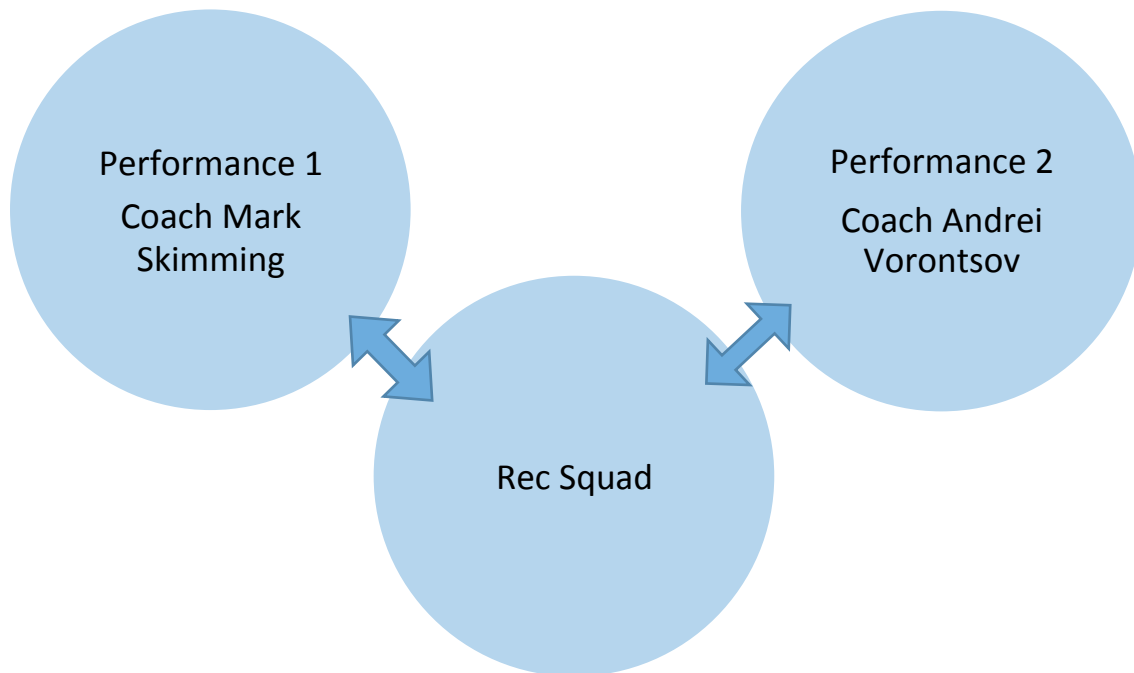 Performance 1
Coach Mark
Skimming
Performance 2
Coach Andrei
Vorontsov
Rec Squad